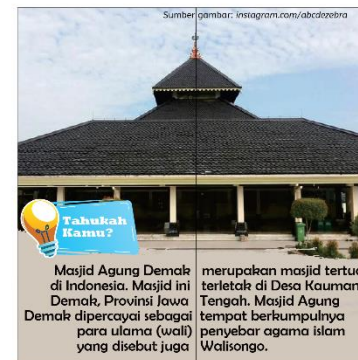 Sumber gambar: instagram.com/abcdezebra
Tahukah
Kamu?
Masjid Agung Demak merupakan masjid tertua
di Indonesia. Masjid ini terletak di Desa Kauman
Demak, Provinsi Jawa Tengah. Masjid Agung
Demak dipercayai sebagai tempat berkumpulnya
para ulama (wali) penyebar agama islam
yang disebut juga Walisongo.